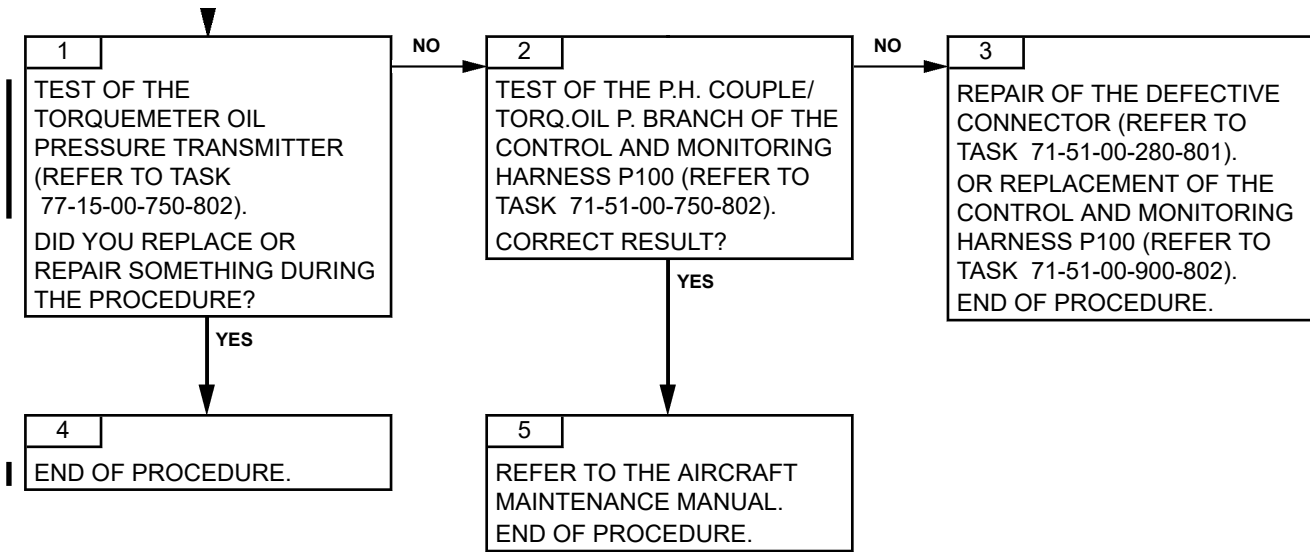 1
TEST OF THE
TORQUEMETER OIL
PRESSURE TRANSMITTER
(REFER TO TASK
77-15-00-750-802).
DID YOU REPLACE OR
REPAIR SOMETHING DURING
THE PROCEDURE?
NO
YES
2
TEST OF THE P.H. COUPLE/
TORQ.OIL P. BRANCH OF THE
CONTROL AND MONITORING
HARNESS P100 (REFER TO
TASK 71-51-00-750-802).
CORRECT RESULT?
NO
YES
3
REPAIR OF THE DEFECTIVE
CONNECTOR (REFER TO
TASK 71-51-00-280-801).
OR REPLACEMENT OF THE
CONTROL AND MONITORING
HARNESS P100 (REFER TO
TASK 71-51-00-900-802).
END OF PROCEDURE.
4
END OF PROCEDURE.
5
REFER TO THE AIRCRAFT
MAINTENANCE MANUAL.
END OF PROCEDURE.